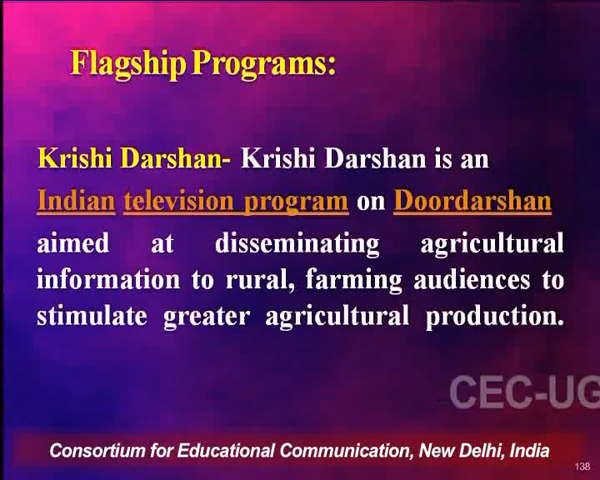 Flagship Programs:
Krishi Darshan- Krishi Darshan is an
Indian television program on Doordarshan
aimed at disseminating agricultural
information to rural, farming audiences to
stimulate greater agricultural production.
CEC-UG
Consortium for Educational Communication, New Delhi, India
138